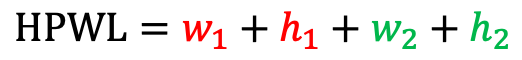 HPWL = w₁ + h₁ + w₂ + h₂